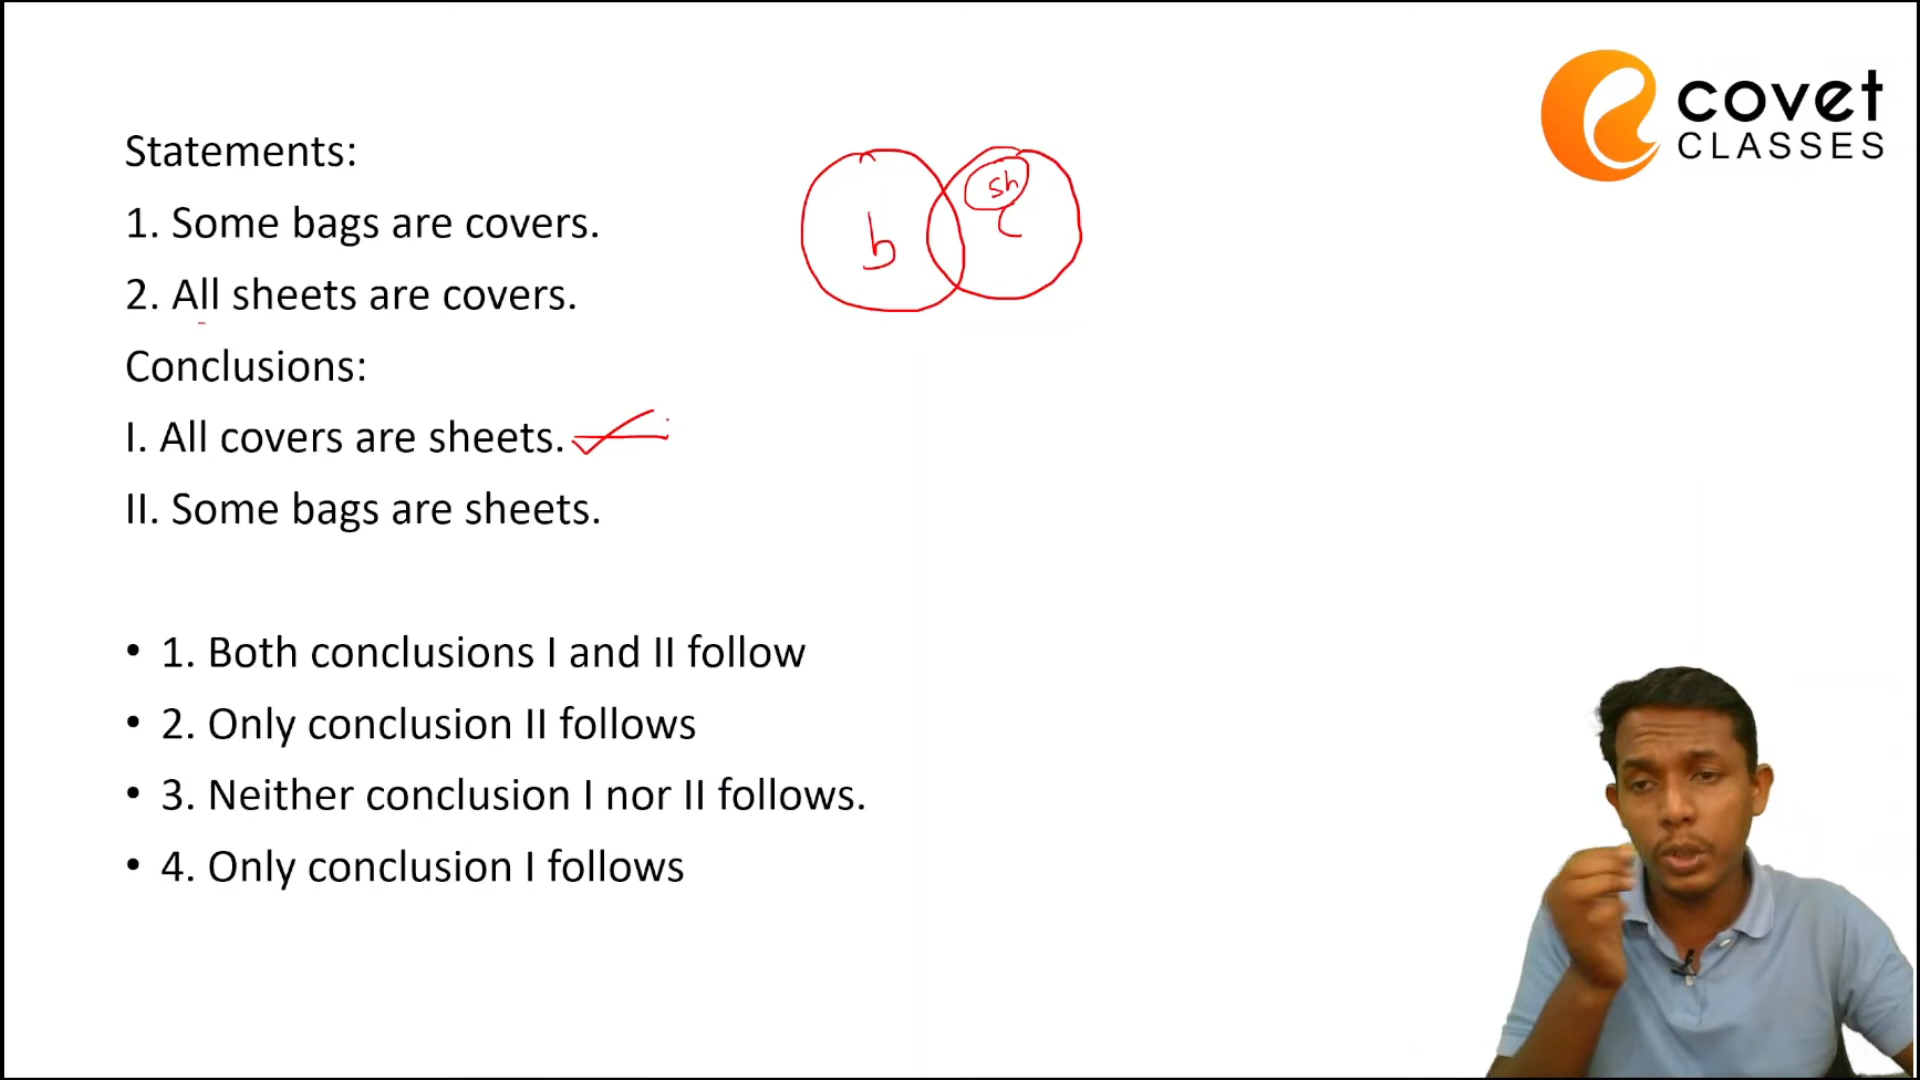 covet
CLASSES
Statements:
1. Some bags are covers.
2. All sheets are covers.
Conclusions:
I. All covers are sheets.
II. Some bags are sheets.
• 1. Both conclusions I and II follow
• 2. Only conclusion II follows
• 3. Neither conclusion I nor II follows.
• 4. Only conclusion I follows
b
sh
c